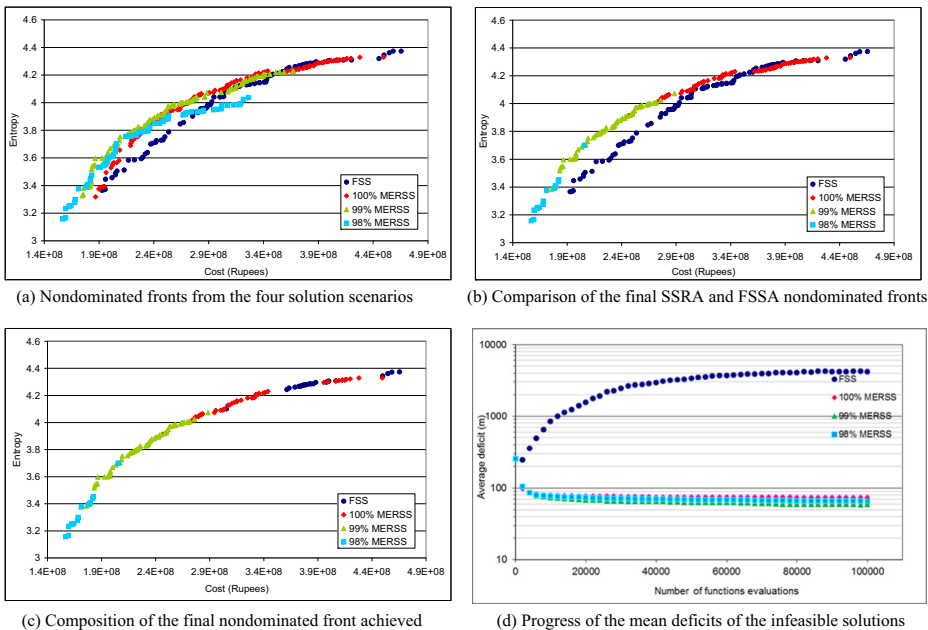 4.6
4.4
4.2
4
3.8
3.6
3.4
3.2
3
Entropy
FSS
100% MERSS
99% MERSS
98% MERSS
1.4E+08 1.9E+08 2.4E+08 2.9E+08 3.4E+08 3.9E+08 4.4E+08 4.9E+08
Cost (Rupees)
(a) Nondominated fronts from the four solution scenarios
4.6
4.4
4.2
4
3.8
3.6
3.4
3.2
3
Entropy
FSS
100% MERSS
99% MERSS
98% MERSS
1.4E+08 1.9E+08 2.4E+08 2.9E+08 3.4E+08 3.9E+08 4.4E+08 4.9E+08
Cost (Rupees)
(b) Comparison of the final SSRA and FSSA nondominated fronts
4.6
4.4
4.2
4
3.8
3.6
3.4
3.2
3
Entropy
FSS
100% MERSS
99% MERSS
98% MERSS
1.4E+08 1.9E+08 2.4E+08 2.9E+08 3.4E+08 3.9E+08 4.4E+08 4.9E+08
Cost (Rupees)
(c) Composition of the final nondominated front achieved
10000
1000
100
10
Average deficit (m)
FSS
100% MERSS
99% MERSS
98% MERSS
0 20000 40000 60000 80000 100000
Number of functions evaluations
(d) Progress of the mean deficits of the infeasible solutions